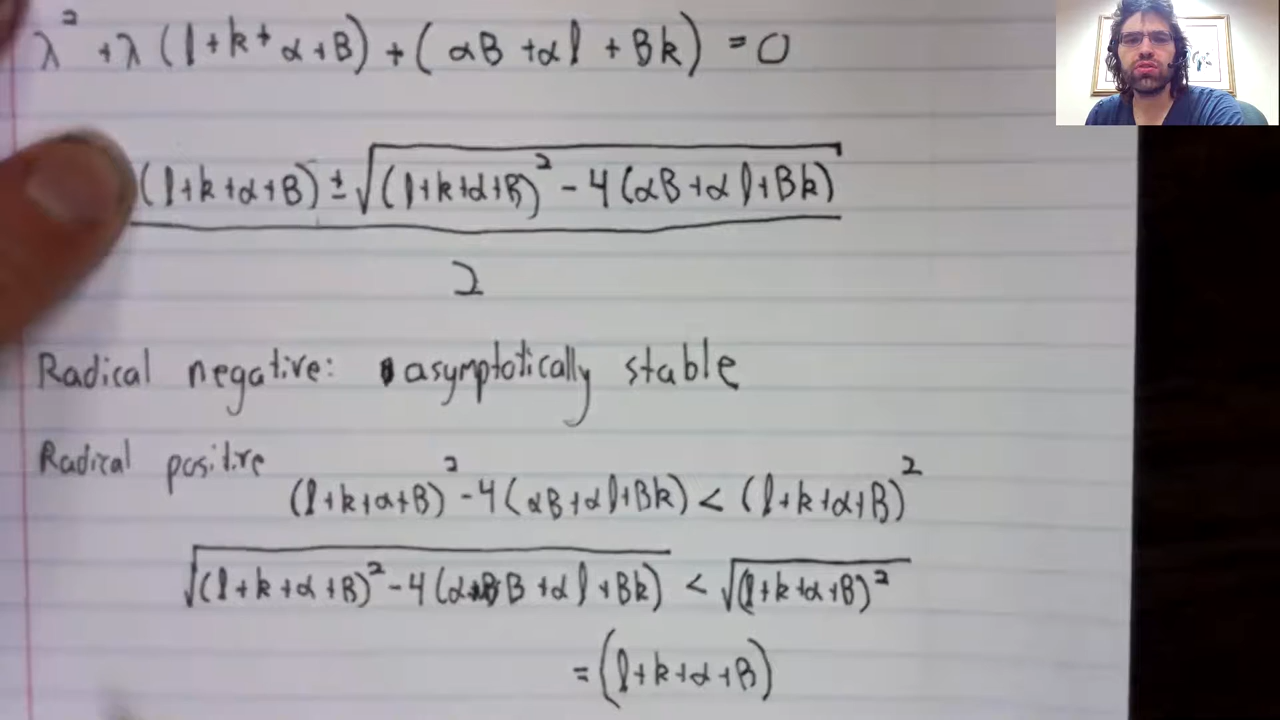 λ² + λ (l + k + α + B) + (αB + αl + Bk) = 0
(l + k + α + B) ± √((l + k + α + B)² - 4(αB + αl + Bk))
2
Radical negative: asymptotically stable
Radical positive
(l + k + α + B)² - 4(αB + αl + Bk) < (l + k + α + B)²
√((l + k + α + B)² - 4(αB + αl + Bk)) < √((l + k + α + B)²)
= (l + k + α + B)